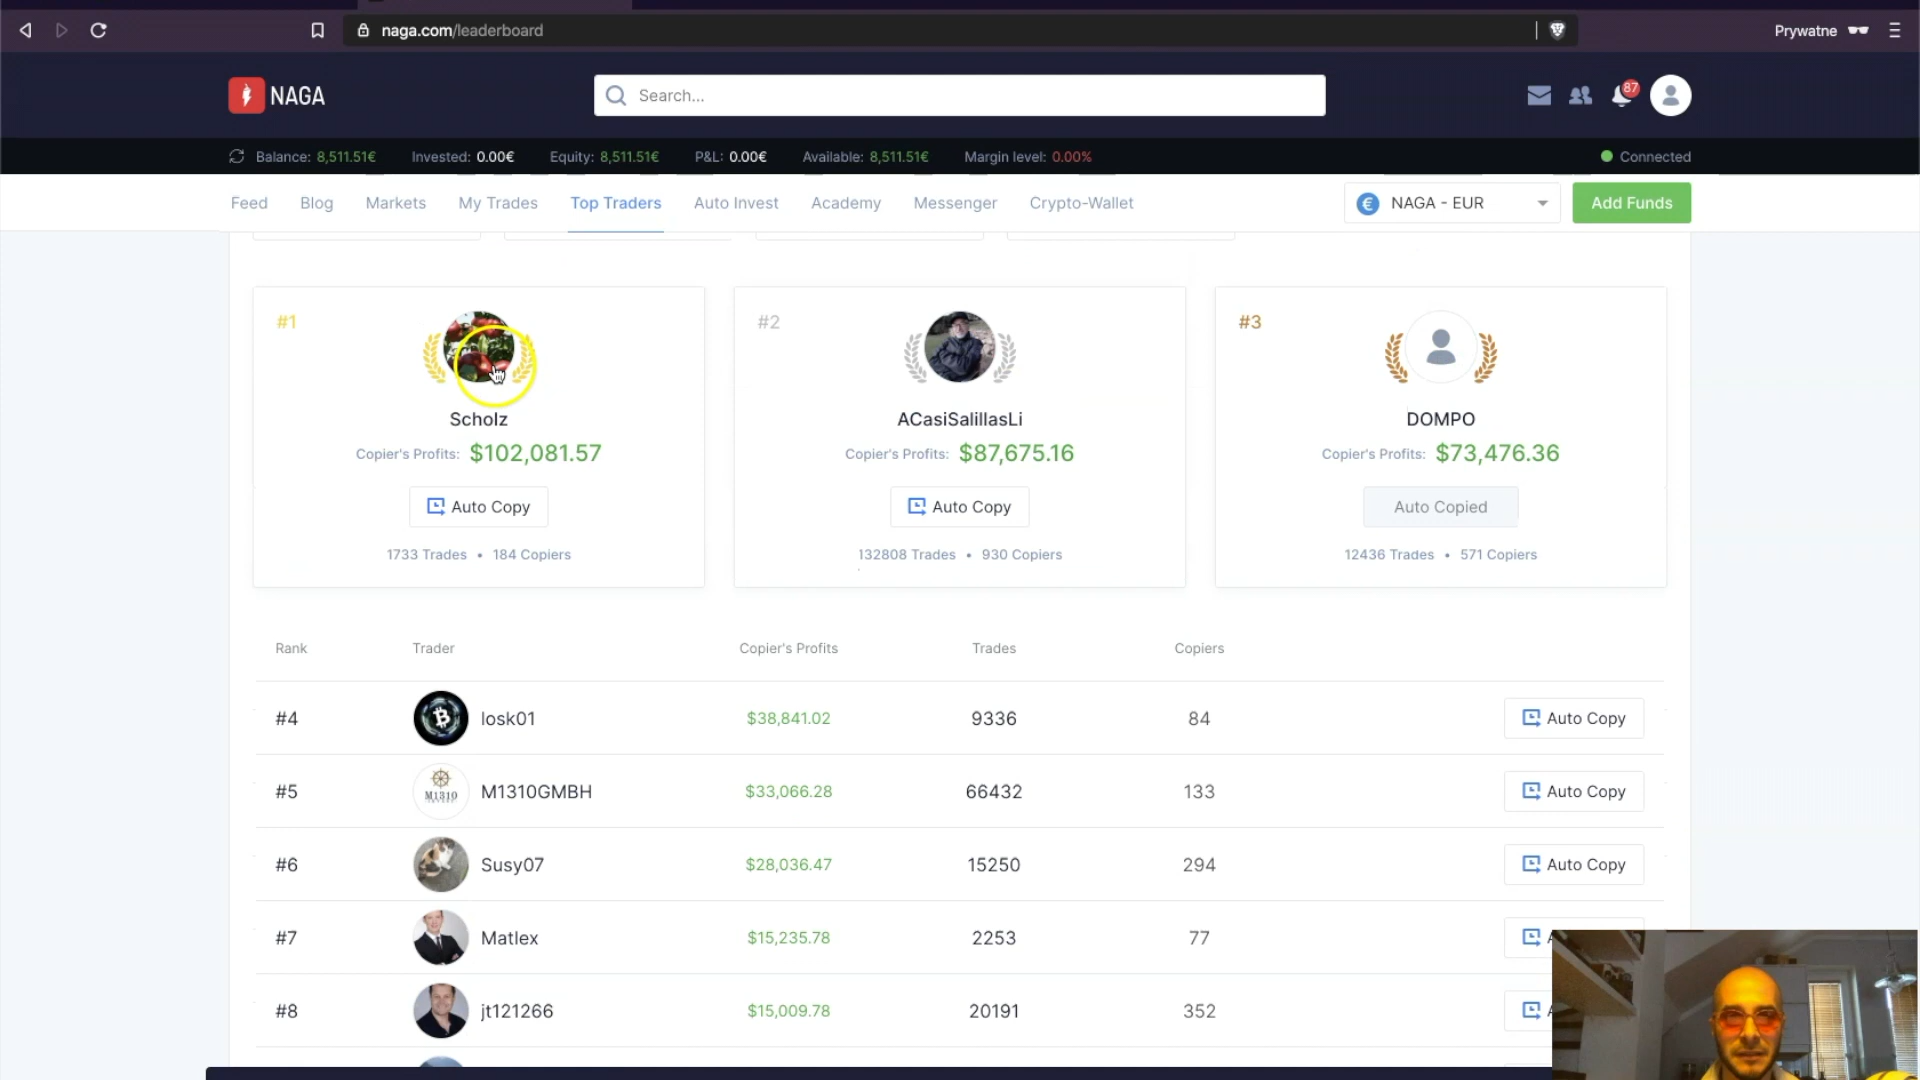 naga.com/leaderboard
Prywatne
NAGA
Search...
87
Balance: 8,511.51€ Invested: 0.00€ Equity: 8,511.51€ P&L: 0.00€ Available: 8,511.51€ Margin level: 0.00% Connected
Feed Blog Markets My Trades Top Traders Auto Invest Academy Messenger Crypto-Wallet € NAGA - EUR Add Funds
#1
Scholz
Copier's Profits: $102,081.57
Auto Copy
1733 Trades • 184 Copiers
#2
ACasiSalillasLi
Copier's Profits: $87,675.16
Auto Copy
132808 Trades • 930 Copiers
#3
DOMPO
Copier's Profits: $73,476.36
Auto Copied
12436 Trades • 571 Copiers
Rank Trader Copier's Profits Trades Copiers
#4 losk01 $38,841.02 9336 84 Auto Copy
#5 M1310 M1310GMBH $33,066.28 66432 133 Auto Copy
#6 Susy07 $28,036.47 15250 294 Auto Copy
#7 Matlex $15,235.78 2253 77
#8 jt121266 $15,009.78 20191 352